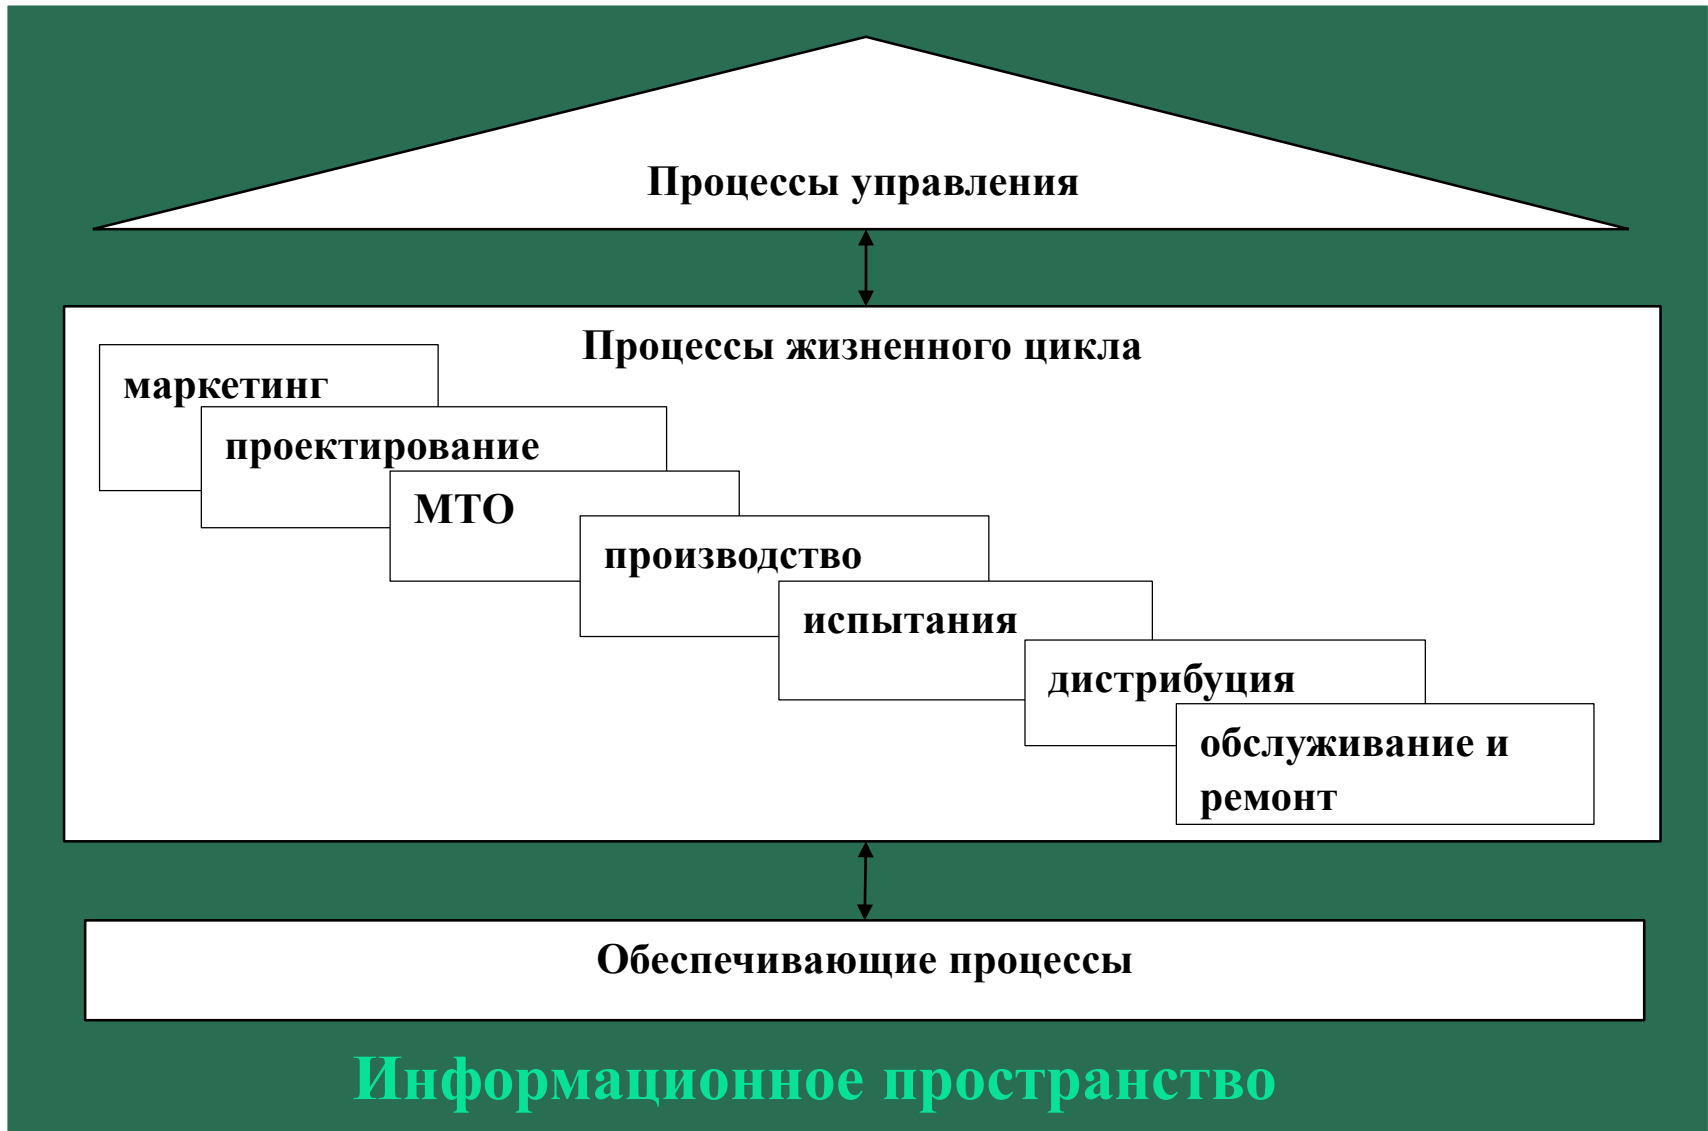 Процессы управления
Процессы жизненного цикла
маркетинг
проектирование
МТО
производство
испытания
дистрибуция
обслуживание и
ремонт
Обеспечивающие процессы
Информационное пространство